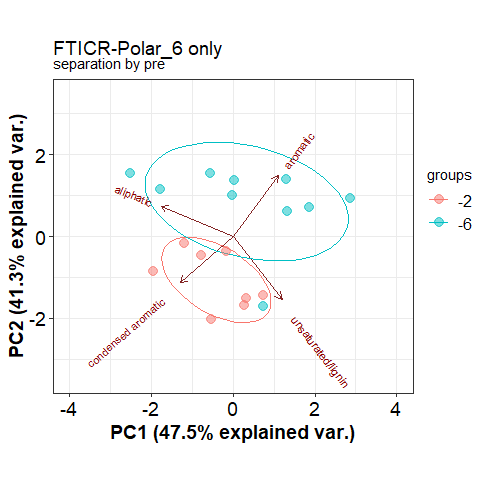 FTICR-Polar_6 only
separation by pre
PC2 (41.3% explained var.)
2
0
-2
aliphatic
aromatic
condensed aromatic
unsaturated/lignin
groups
-2
-6
-4
-2
0
2
4
PC1 (47.5% explained var.)